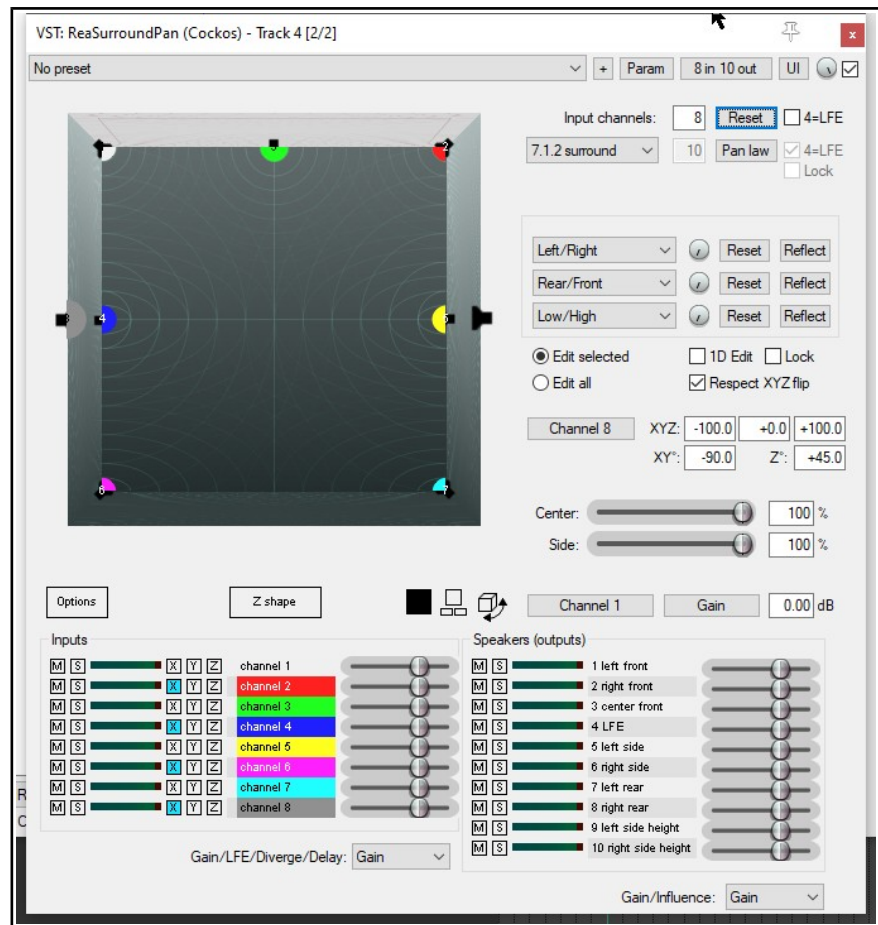 VST: ReaSurroundPan (Cockos) - Track 4 [2/2]
x
No preset + Param 8 in 10 out UI
Input channels: 8 Reset 4=LFE
7.1.2 surround 10 Pan law 4=LFE
Lock
2
Left/Right Reset Reflect
Rear/Front Reset Reflect
Low/High Reset Reflect
4
Edit selected 1D Edit Lock
Edit all Respect XYZ flip
Channel 8 XYZ: -100.0 +0.0 +100.0
XY°: -90.0 Z°: +45.0
6 7
Center: 100 %
Side: 100 %
Options Z shape Channel 1 Gain 0.00 dB
Inputs Speakers (outputs)
M S X Y Z channel 1 M S 1 left front
M S X Y Z channel 2 M S 2 right front
M S X Y Z channel 3 M S 3 center front
M S X Y Z channel 4 M S 4 LFE
M S X Y Z channel 5 M S 5 left side
M S X Y Z channel 6 M S 6 right side
M S X Y Z channel 7 M S 7 left rear
M S X Y Z channel 8 M S 8 right rear
M S 9 left side height
M S 10 right side height
Gain/LFE/Diverge/Delay: Gain
Gain/Influence: Gain